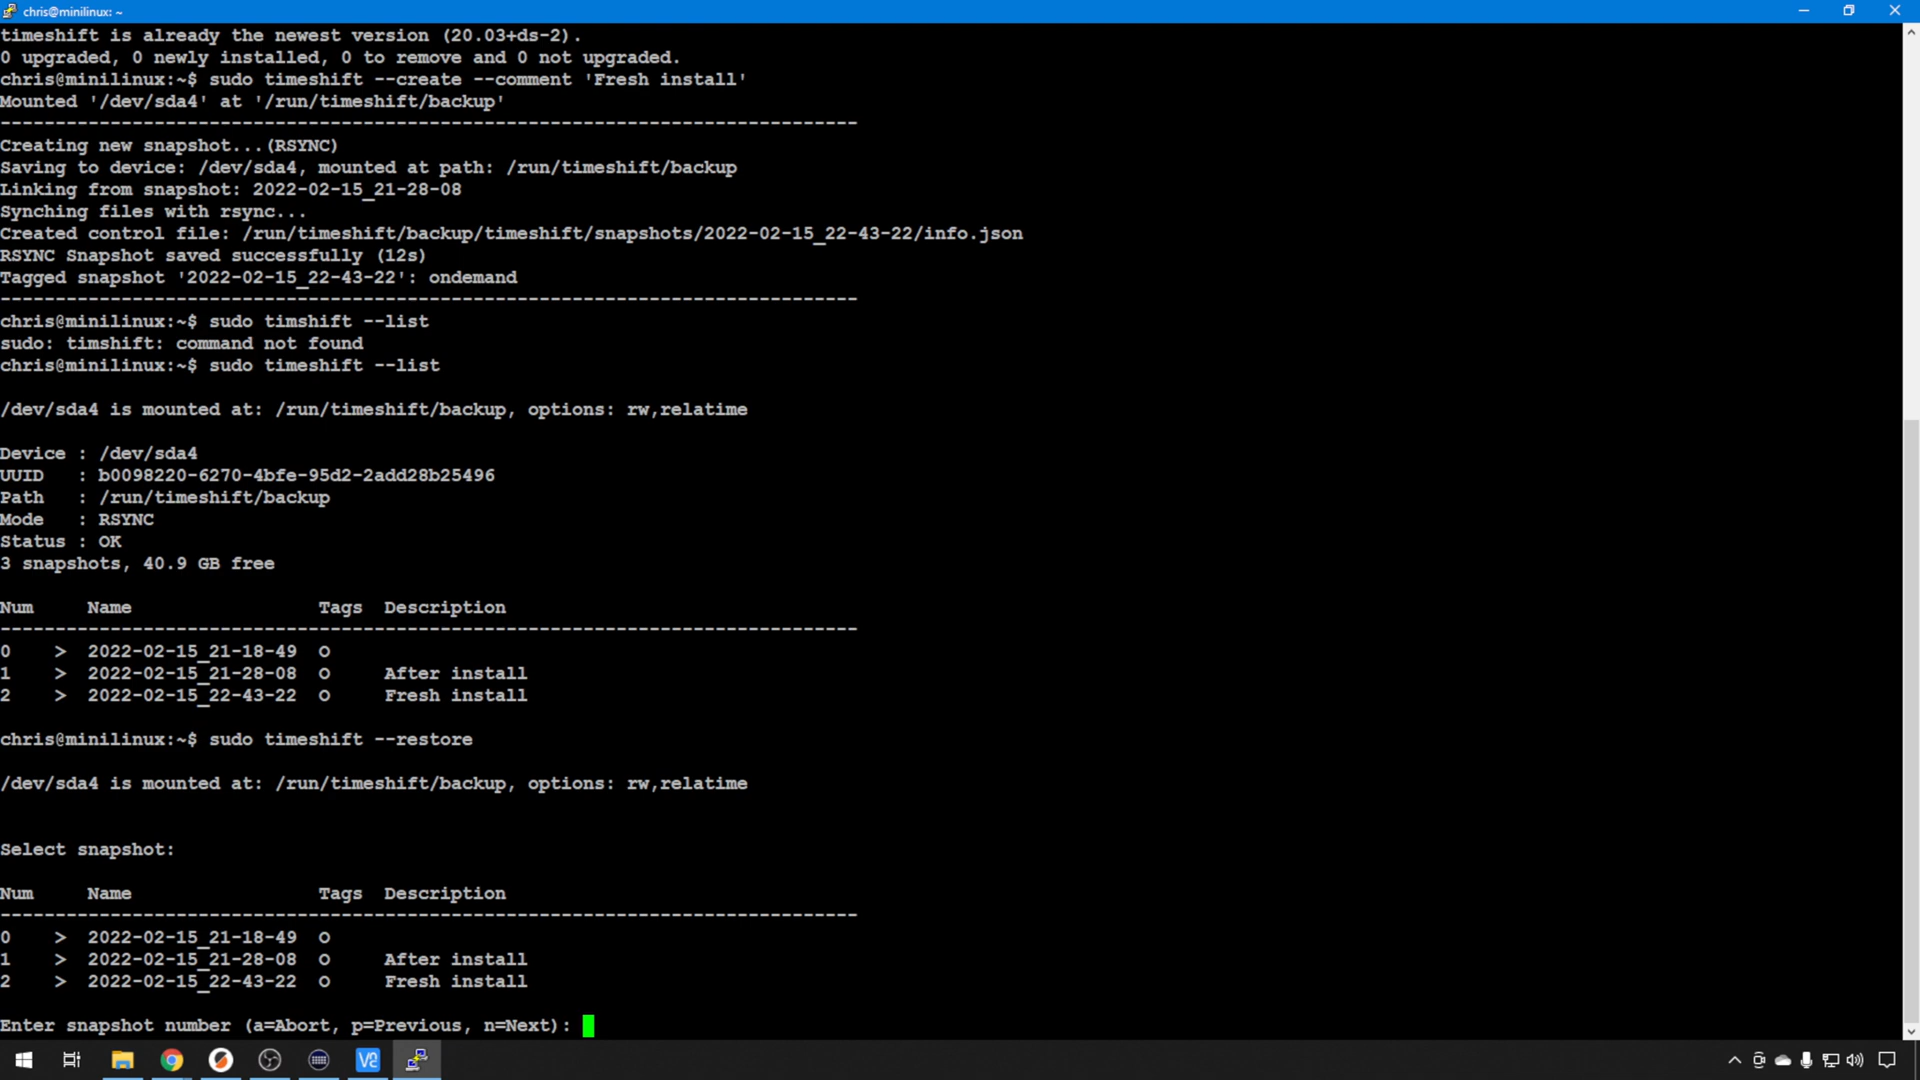 chris@minilinux: ~
timeshift is already the newest version (20.03+ds-2).
0 upgraded, 0 newly installed, 0 to remove and 0 not upgraded.
chris@minilinux:~$ sudo timeshift --create --comment 'Fresh install'
Mounted '/dev/sda4' at '/run/timeshift/backup'
------------------------------------------------------------------------------
Creating new snapshot...(RSYNC)
Saving to device: /dev/sda4, mounted at path: /run/timeshift/backup
Linking from snapshot: 2022-02-15_21-28-08
Synching files with rsync...
Created control file: /run/timeshift/backup/timeshift/snapshots/2022-02-15_22-43-22/info.json
RSYNC Snapshot saved successfully (12s)
Tagged snapshot '2022-02-15_22-43-22': ondemand
------------------------------------------------------------------------------
chris@minilinux:~$ sudo timshift --list
sudo: timshift: command not found
chris@minilinux:~$ sudo timeshift --list
/dev/sda4 is mounted at: /run/timeshift/backup, options: rw,relatime
Device : /dev/sda4
UUID   : b0098220-6270-4bfe-95d2-2add28b25496
Path   : /run/timeshift/backup
Mode   : RSYNC
Status : OK
3 snapshots, 40.9 GB free
Num     Name                 Tags  Description
------------------------------------------------------------------------------
0    >  2022-02-15_21-18-49  O
1    >  2022-02-15_21-28-08  O     After install
2    >  2022-02-15_22-43-22  O     Fresh install
chris@minilinux:~$ sudo timeshift --restore
/dev/sda4 is mounted at: /run/timeshift/backup, options: rw,relatime
Select snapshot:
Num     Name                 Tags  Description
------------------------------------------------------------------------------
0    >  2022-02-15_21-18-49  O
1    >  2022-02-15_21-28-08  O     After install
2    >  2022-02-15_22-43-22  O     Fresh install
Enter snapshot number (a=Abort, p=Previous, n=Next):